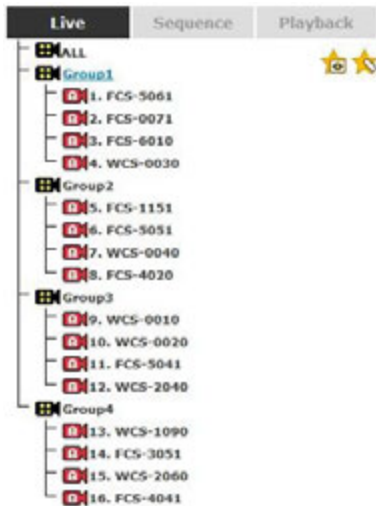 Live Sequence Playback
ALL
Group1
1. FCS-5061
2. FCS-0071
3. FCS-6010
4. WCS-0030
Group2
5. FCS-1151
6. FCS-5051
7. WCS-0040
8. FCS-4020
Group3
9. WCS-0010
10. WCS-0020
11. FCS-5041
12. WCS-2040
Group4
13. WCS-1090
14. FCS-3051
15. WCS-2060
16. FCS-4041